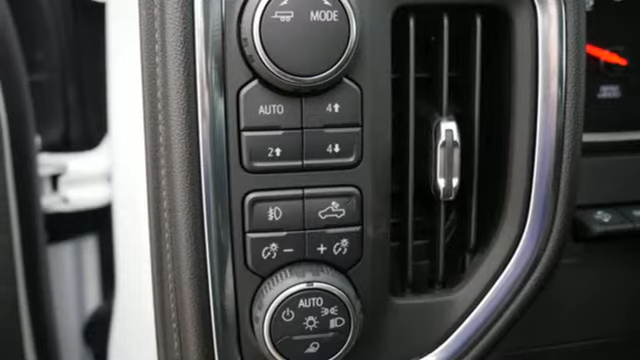 MODE
AUTO 4↑
2↑ 4↓
−
+
AUTO